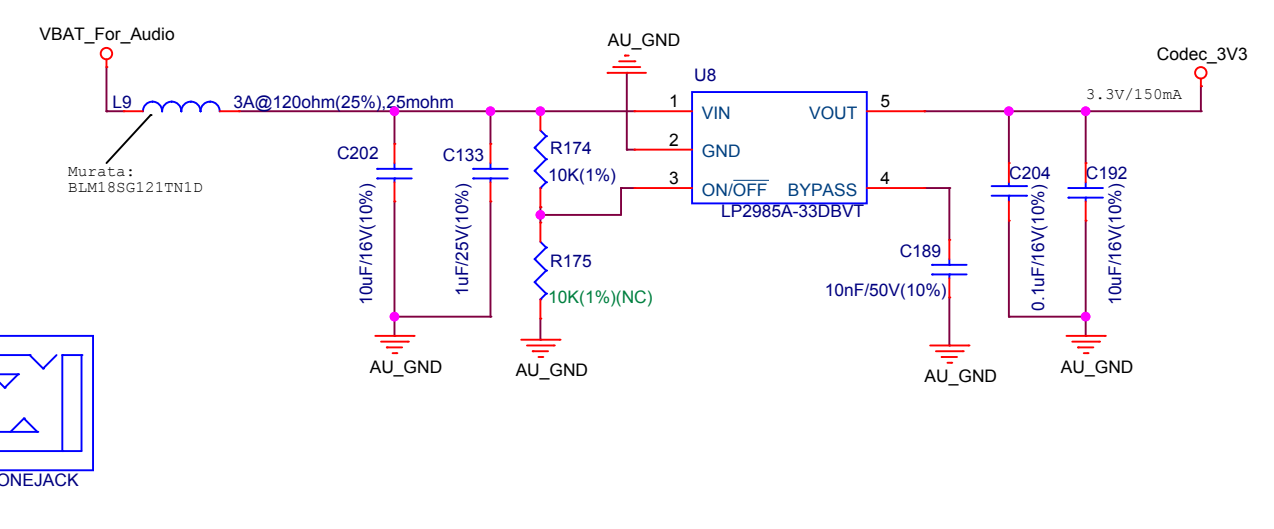 VBAT_For_Audio
AU_GND
Codec_3V3
U8
L9
3A@120ohm(25%),25mohm
3.3V/150mA
1
VIN
VOUT
5
2
GND
3
ON/OFF
BYPASS
4
LP2985A-33DBVT
Murata:
BLM18SG121TN1D
C202
10uF/16V(10%)
C133
1uF/25V(10%)
R174
10K(1%)
R175
10K(1%)(NC)
C189
10nF/50V(10%)
C204
0.1uF/16V(10%)
C192
10uF/16V(10%)
AU_GND
AU_GND
AU_GND
AU_GND
ONEJACK